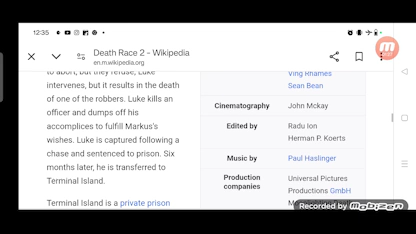 12:35
Death Race 2 - Wikipedia
en.m.wikipedia.org
to abort, but they refuse, Luke
intervenes, but it results in the death
of one of the robbers. Luke kills an
officer and dumps off his
accomplices to fulfill Markus's
wishes. Luke is captured following a
chase and sentenced to prison. Six
months later, he is transferred to
Terminal Island.
Terminal Island is a private prison
Ving Rhames
Sean Bean
Cinematography John McKay
Edited by Radu Ion
Herman P. Koerts
Music by Paul Haslinger
Production Universal Pictures
companies Productions GmbH
Recorded by Mobizen